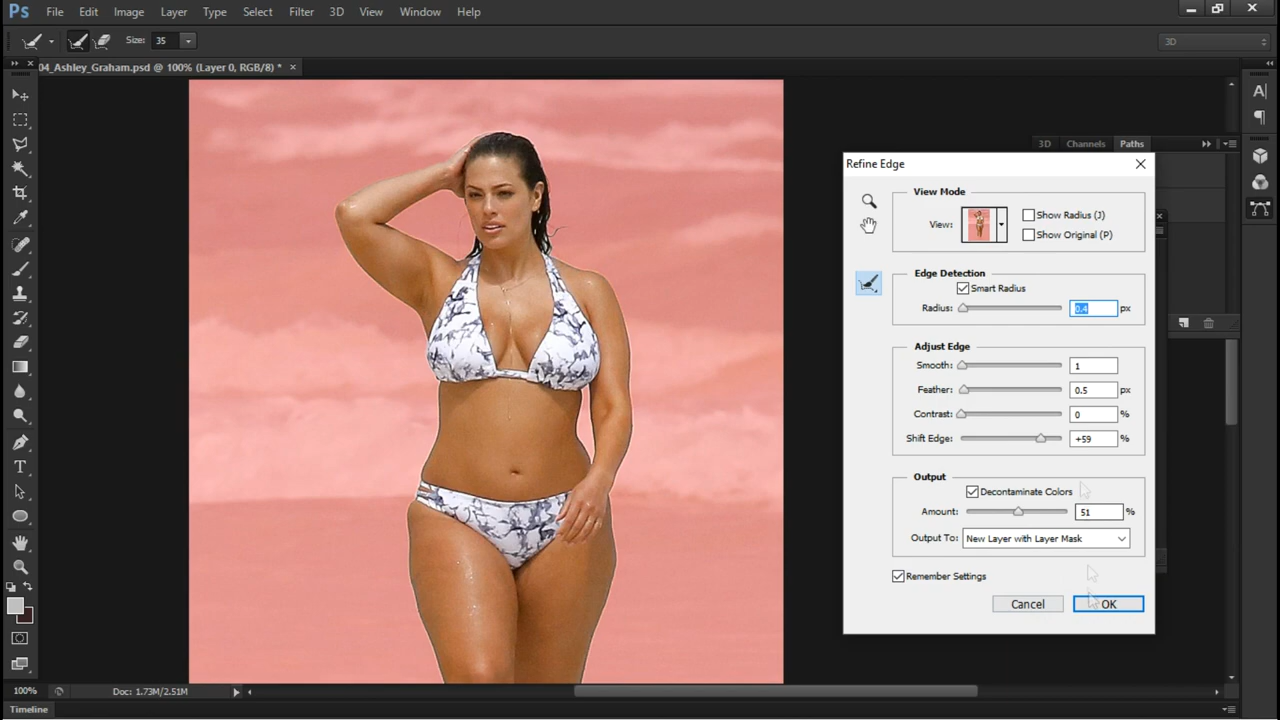 Ps File Edit Image Layer Type Select Filter 3D View Window Help
Size: 35 3D
04_Ashley_Graham.psd @ 100% (Layer 0, RGB/8) * ×
3D Channels Paths
Refine Edge
View Mode
View:
Show Radius (J)
Show Original (P)
Edge Detection
Smart Radius
Radius: 0.4 px
Adjust Edge
Smooth: 1
Feather: 0.5 px
Contrast: 0 %
Shift Edge: +59 %
Output
Decontaminate Colors
Amount: 51 %
Output To: New Layer with Layer Mask
Remember Settings
Cancel OK
100% Doc: 1.73M/2.51M
Timeline